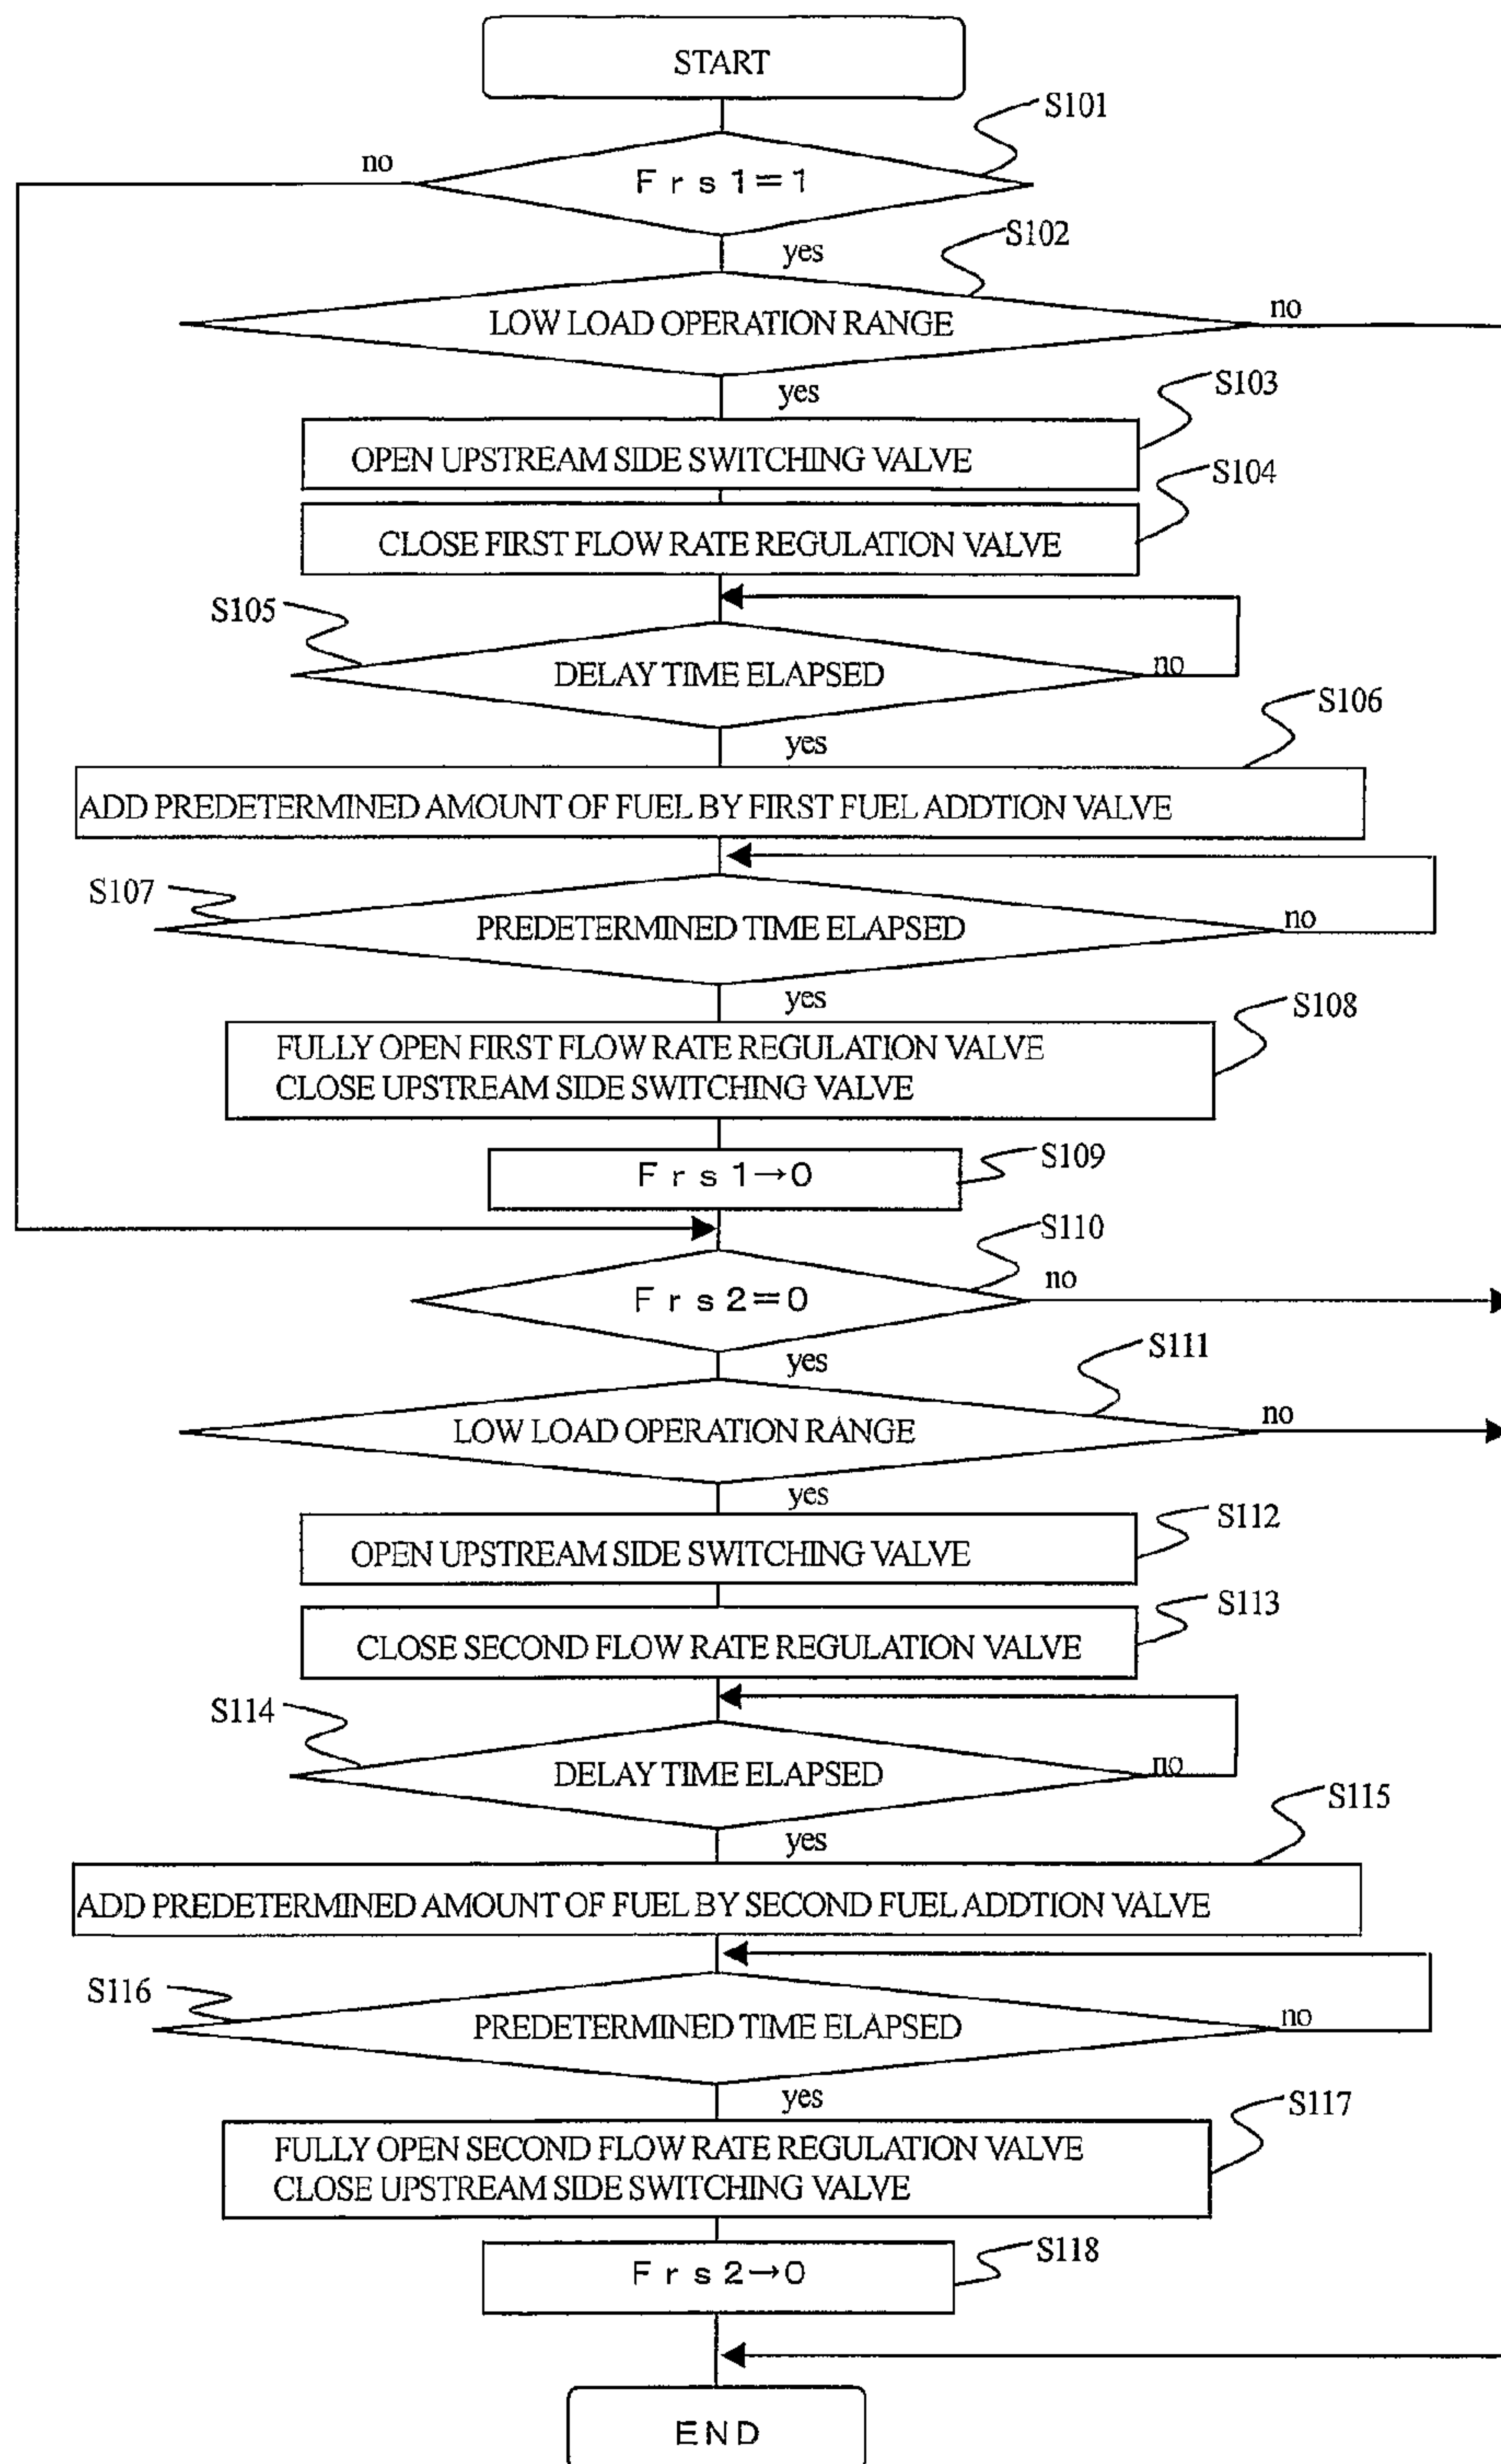 START
S101
no
Frs1=1
yes
S102
LOW LOAD OPERATION RANGE
no
yes
S103
OPEN UPSTREAM SIDE SWITCHING VALVE
S104
CLOSE FIRST FLOW RATE REGULATION VALVE
S105
DELAY TIME ELAPSED
no
yes
S106
ADD PREDETERMINED AMOUNT OF FUEL BY FIRST FUEL ADDTION VALVE
S107
PREDETERMINED TIME ELAPSED
no
yes
S108
FULLY OPEN FIRST FLOW RATE REGULATION VALVE
CLOSE UPSTREAM SIDE SWITCHING VALVE
S109
Frs1→0
S110
Frs2=0
no
yes
S111
LOW LOAD OPERATION RANGE
no
yes
S112
OPEN UPSTREAM SIDE SWITCHING VALVE
S113
CLOSE SECOND FLOW RATE REGULATION VALVE
S114
DELAY TIME ELAPSED
no
yes
S115
ADD PREDETERMINED AMOUNT OF FUEL BY SECOND FUEL ADDTION VALVE
S116
PREDETERMINED TIME ELAPSED
no
yes
S117
FULLY OPEN SECOND FLOW RATE REGULATION VALVE
CLOSE UPSTREAM SIDE SWITCHING VALVE
S118
Frs2→0
END